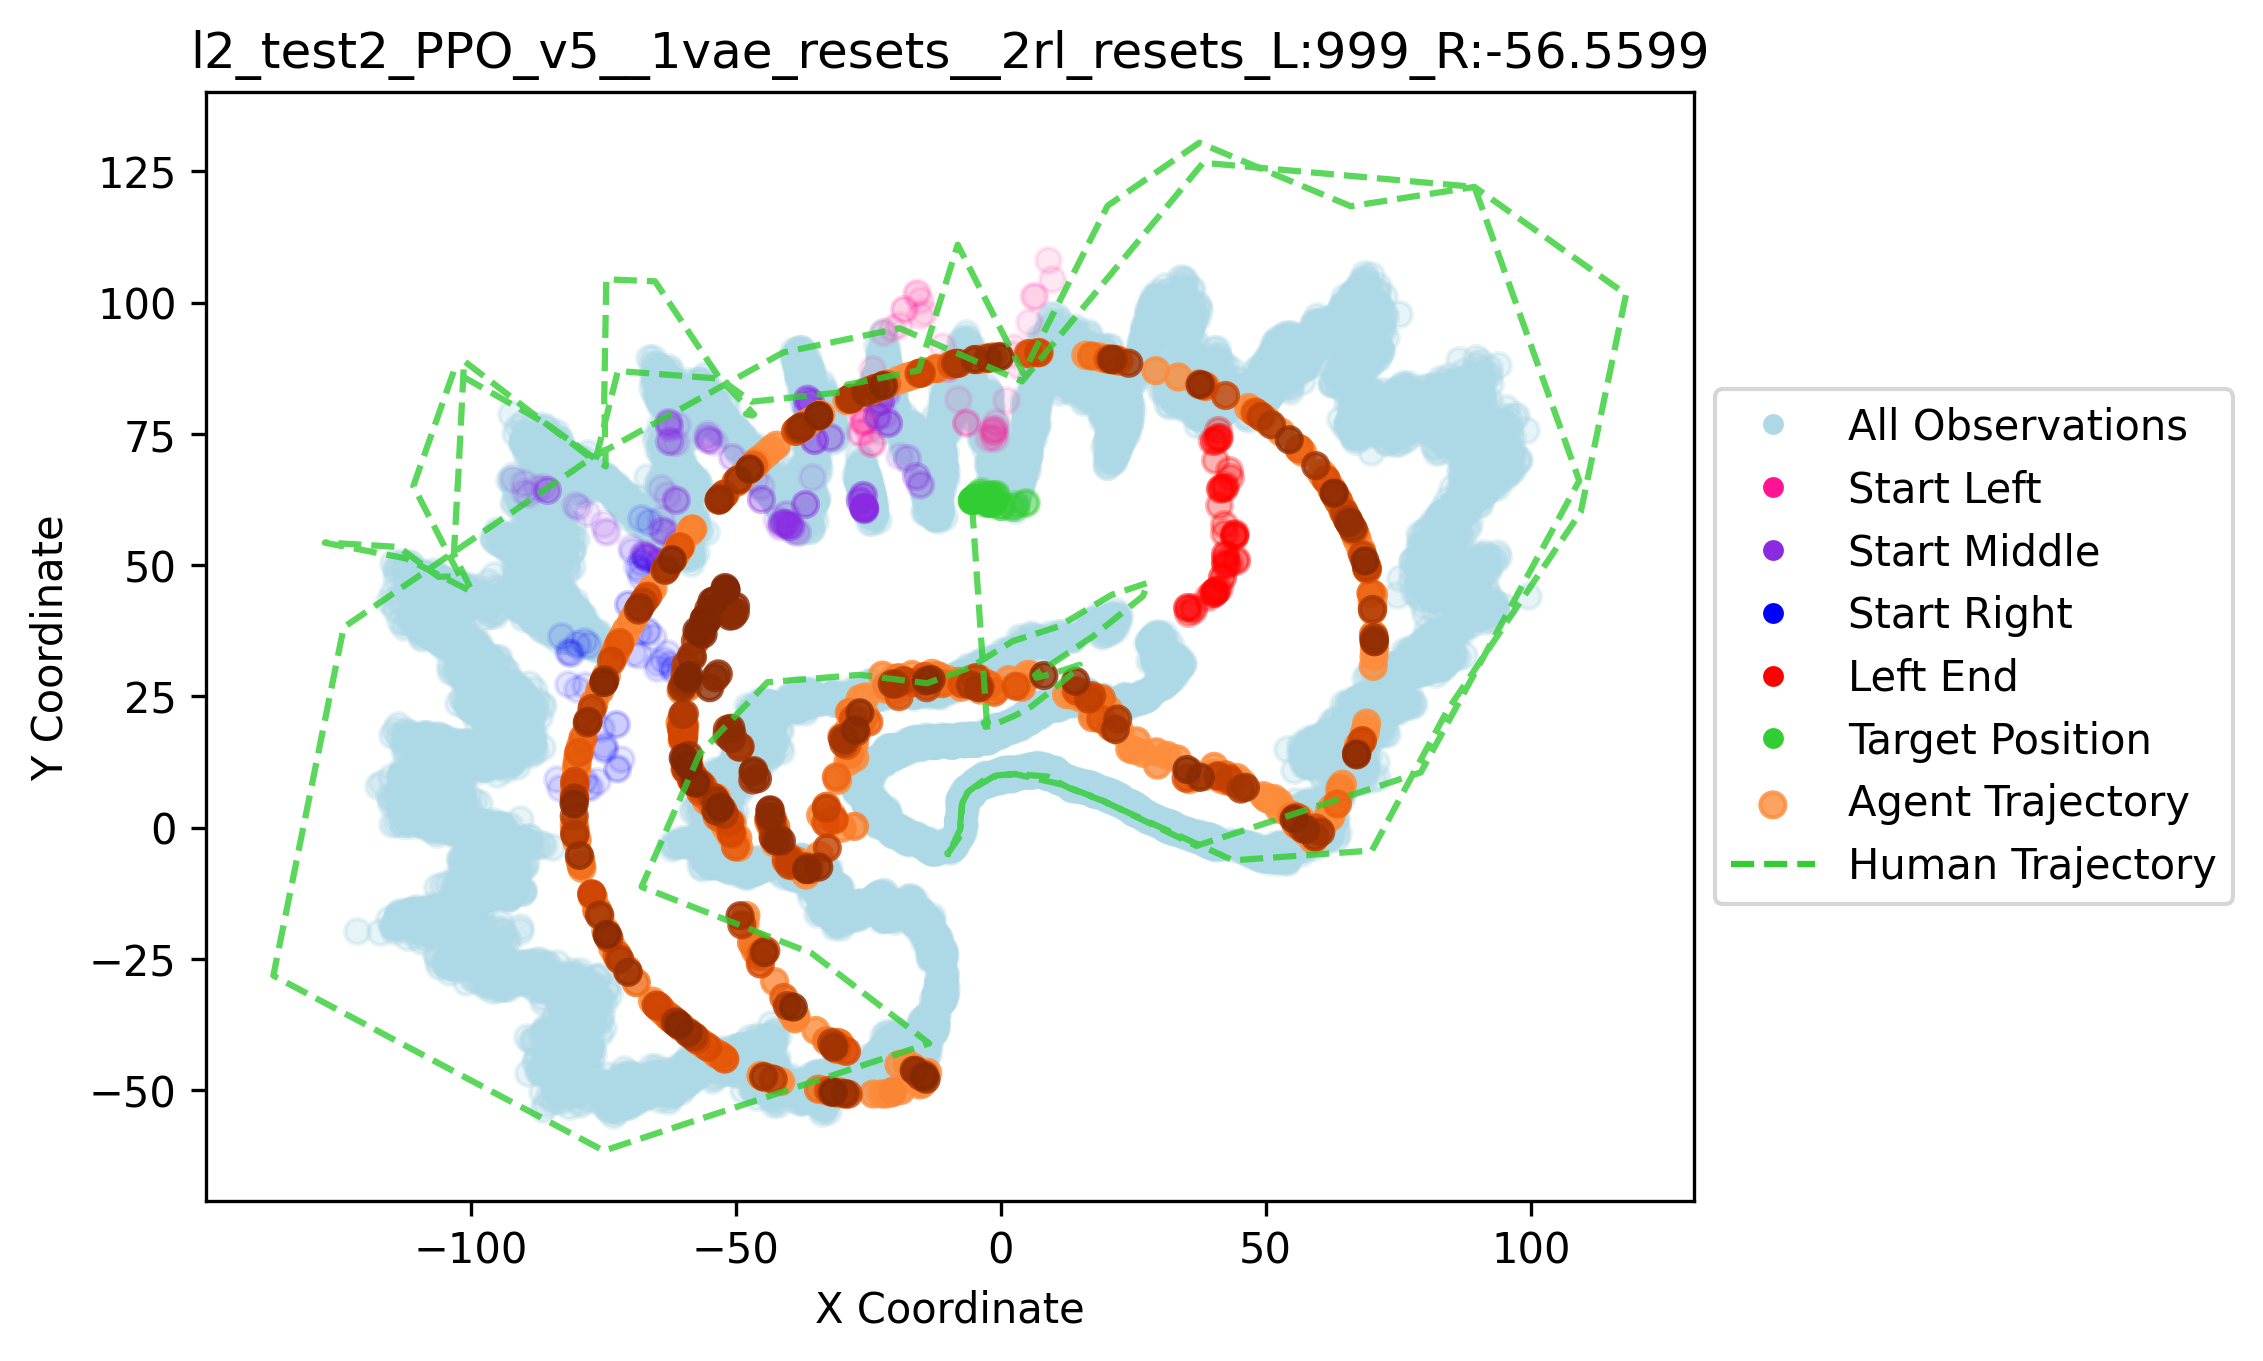 l2_test2_PPO_v5__1vae_resets__2rl_resets_L:999_R:-56.5599
Y Coordinate
125
100
75
50
25
0
−25
−50
−100
−50
0
50
100
X Coordinate
All Observations
Start Left
Start Middle
Start Right
Left End
Target Position
Agent Trajectory
Human Trajectory